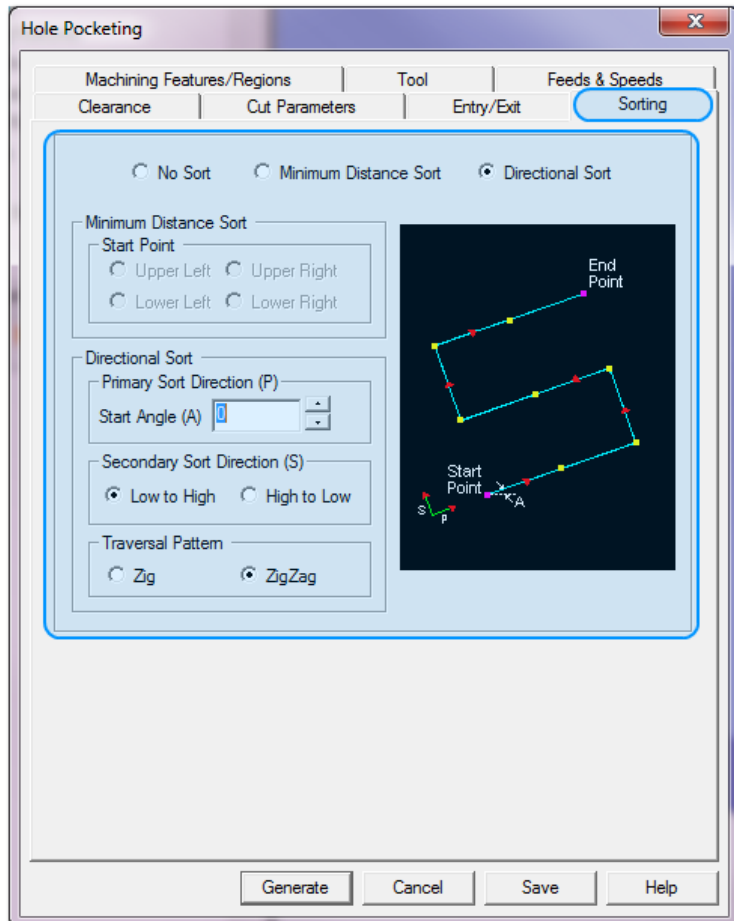 Hole Pocketing
Machining Features/Regions Tool Feeds & Speeds
Clearance Cut Parameters Entry/Exit Sorting
No Sort Minimum Distance Sort Directional Sort
Minimum Distance Sort
Start Point
Upper Left Upper Right
Lower Left Lower Right
Directional Sort
Primary Sort Direction (P)
Start Angle (A) 0
Secondary Sort Direction (S)
Low to High High to Low
Traversal Pattern
Zig ZigZag
End
Point
Start
Point
A
S
P
Generate Cancel Save Help